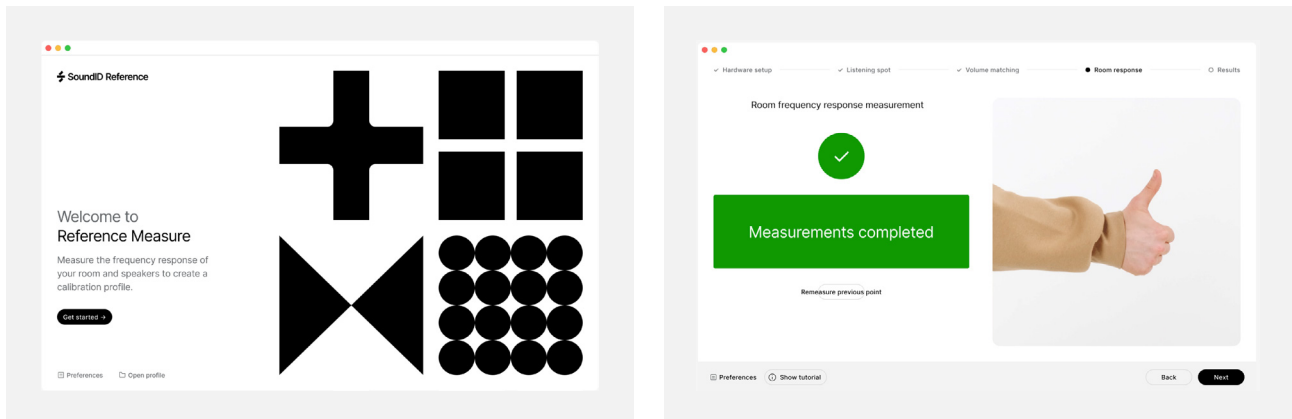 SoundID Reference
Welcome to
Reference Measure
Measure the frequency response of
your room and speakers to create a
calibration profile.
Get started →
Preferences
Open profile
Hardware setup
Listening spot
Volume matching
Room response
Results
Room frequency response measurement
Measurements completed
Remeasure previous point
Preferences
Show tutorial
Back
Next